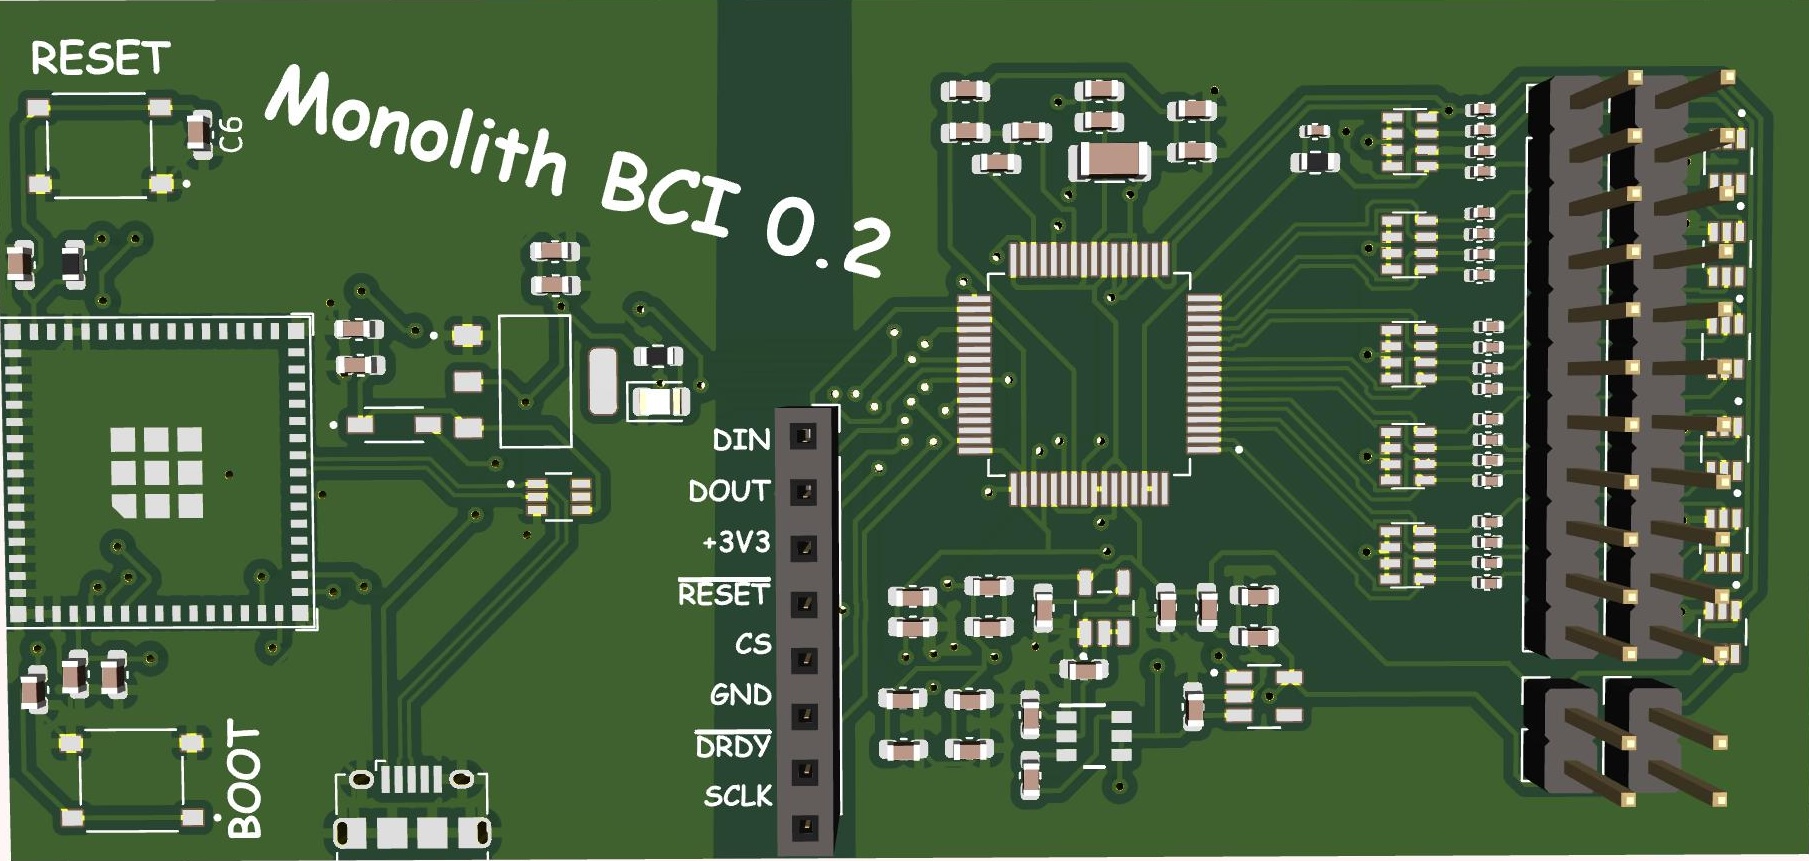 RESET
C6
Monolith BCI 0.2
DIN
DOUT
+3V3
RESET
CS
GND
DRDY
SCLK
BOOT